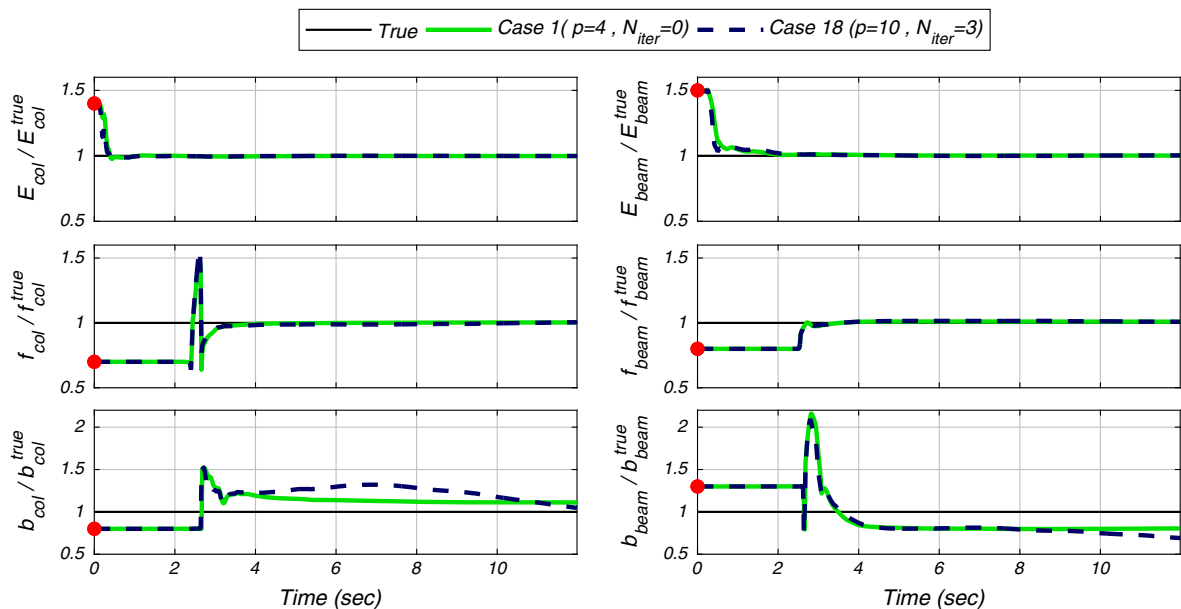 True Case 1( p=4 , N_iter=0) Case 18 (p=10 , N_iter=3)
E_col / E_col^true
1.5
1
0.5
E_beam / E_beam^true
1.5
1
0.5
f_col / f_col^true
1.5
1
0.5
f_beam / f_beam^true
1.5
1
0.5
b_col / b_col^true
2
1.5
1
0.5
0 2 4 6 8 10
Time (sec)
b_beam / b_beam^true
2
1.5
1
0.5
0 2 4 6 8 10
Time (sec)